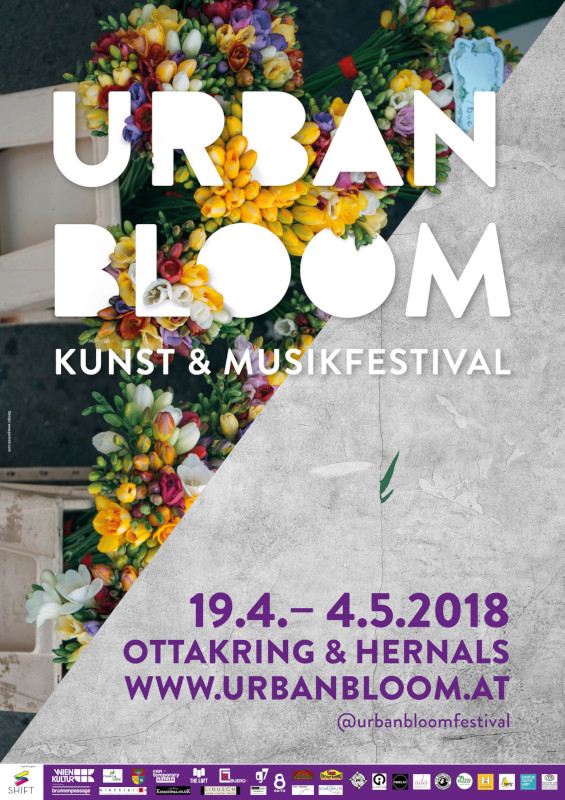 URBAN
BLOOM
KUNST & MUSIKFESTIVAL
19.4.– 4.5.2018
OTTAKRING & HERNALS
WWW.URBANBLOOM.AT
@urbanbloomfestival
SHIFT
WIEN
KULTUR
brunnenpassage
THE LOFT